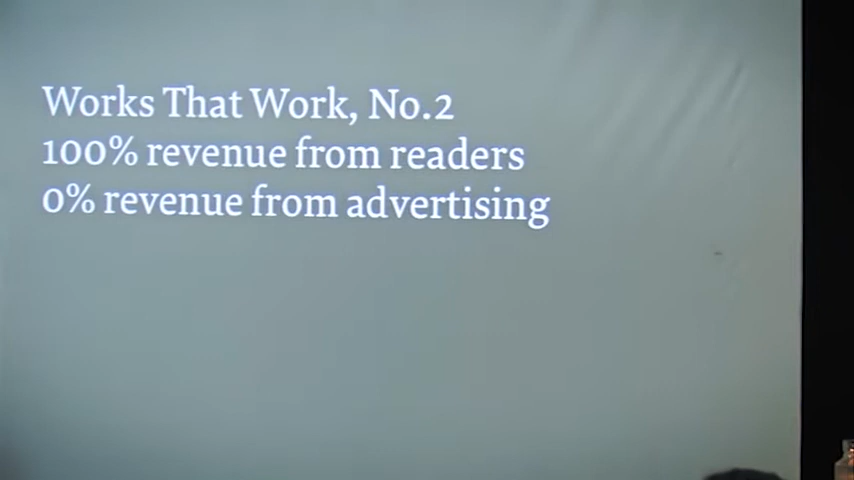 Works That Work, No.2
100% revenue from readers
0% revenue from advertising